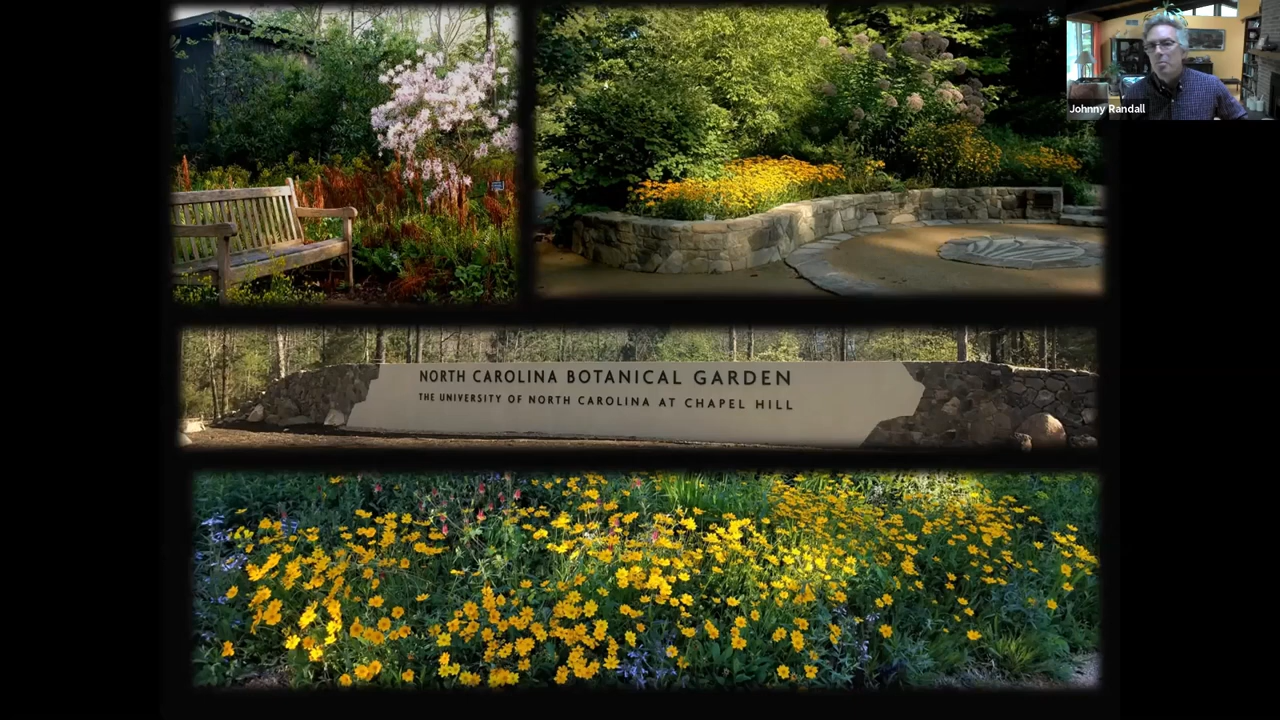 Johnny Randall
NORTH CAROLINA BOTANICAL GARDEN
THE UNIVERSITY OF NORTH CAROLINA AT CHAPEL HILL